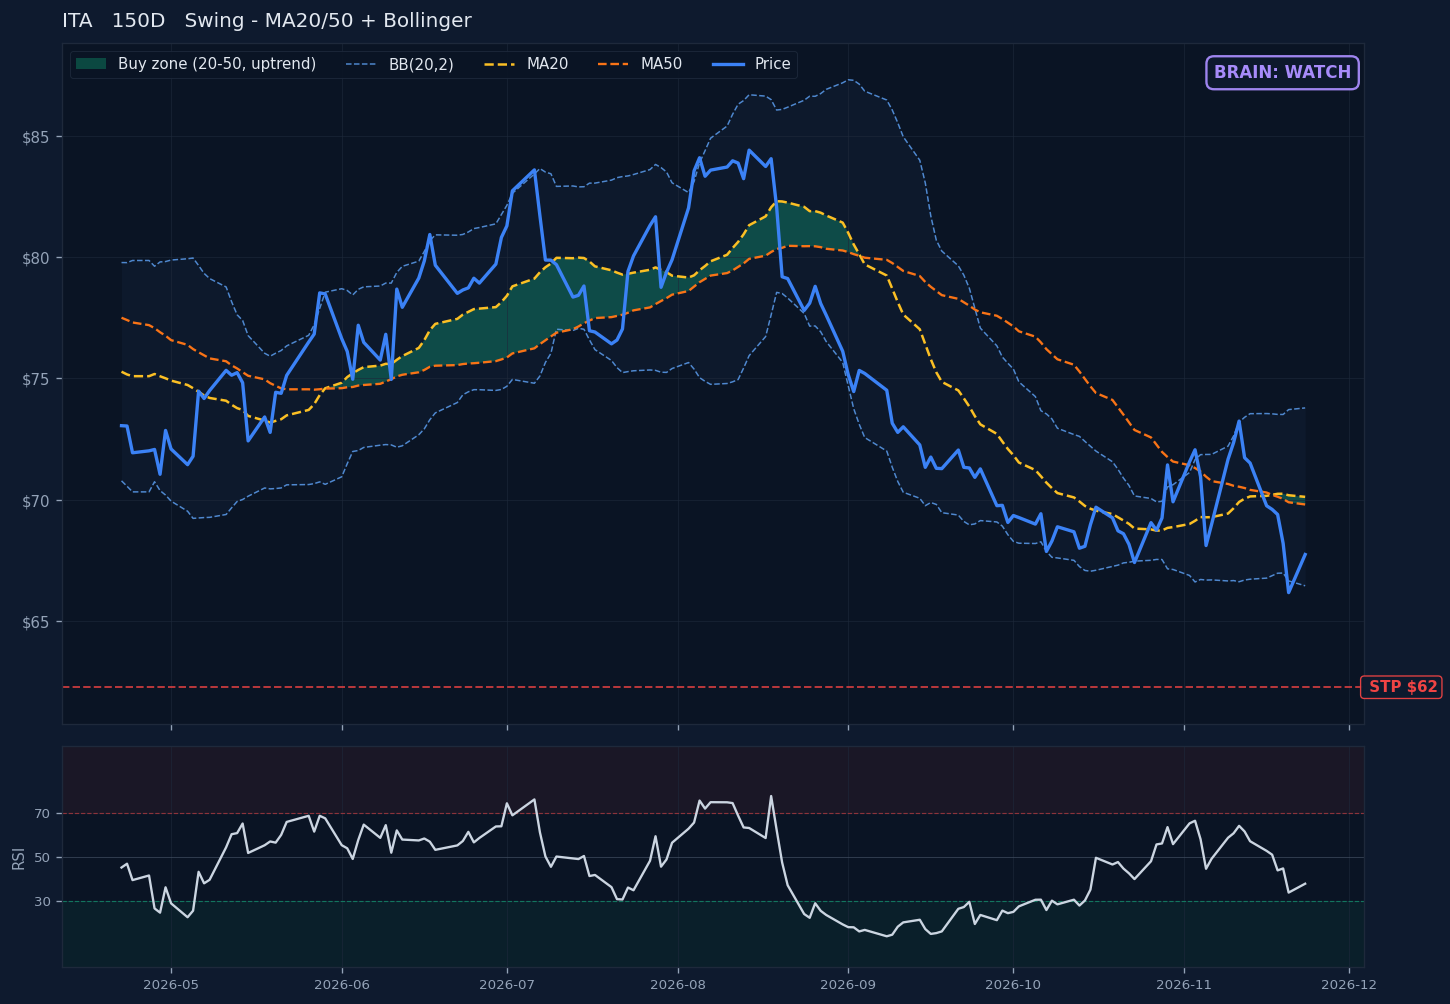 ITA   150D   Swing - MA20/50 + Bollinger
Buy zone (20-50, uptrend)   BB(20,2)   MA20   MA50   Price
BRAIN: WATCH
$85
$80
$75
$70
$65
STP $62
RSI
70
50
30
2026-05   2026-06   2026-07   2026-08   2026-09   2026-10   2026-11   2026-12